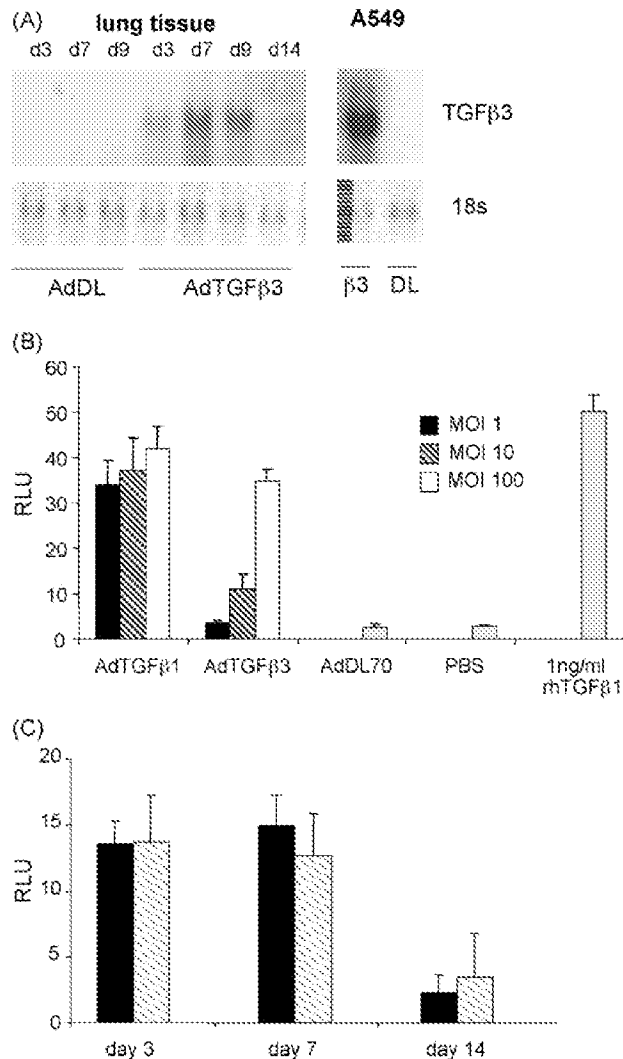 (A) lung tissue A549
d3 d7 d9 d3 d7 d9 d14
TGFβ3
18s
AdDL AdTGFβ3 β3 DL
(B)
60
50
40
30
20
10
0
RLU
MOI 1
MOI 10
MOI 100
AdTGFβ1 AdTGFβ3 AdDL70 PBS 1ng/ml
rhTGFβ1
(C)
20
15
10
5
0
RLU
day 3 day 7 day 14